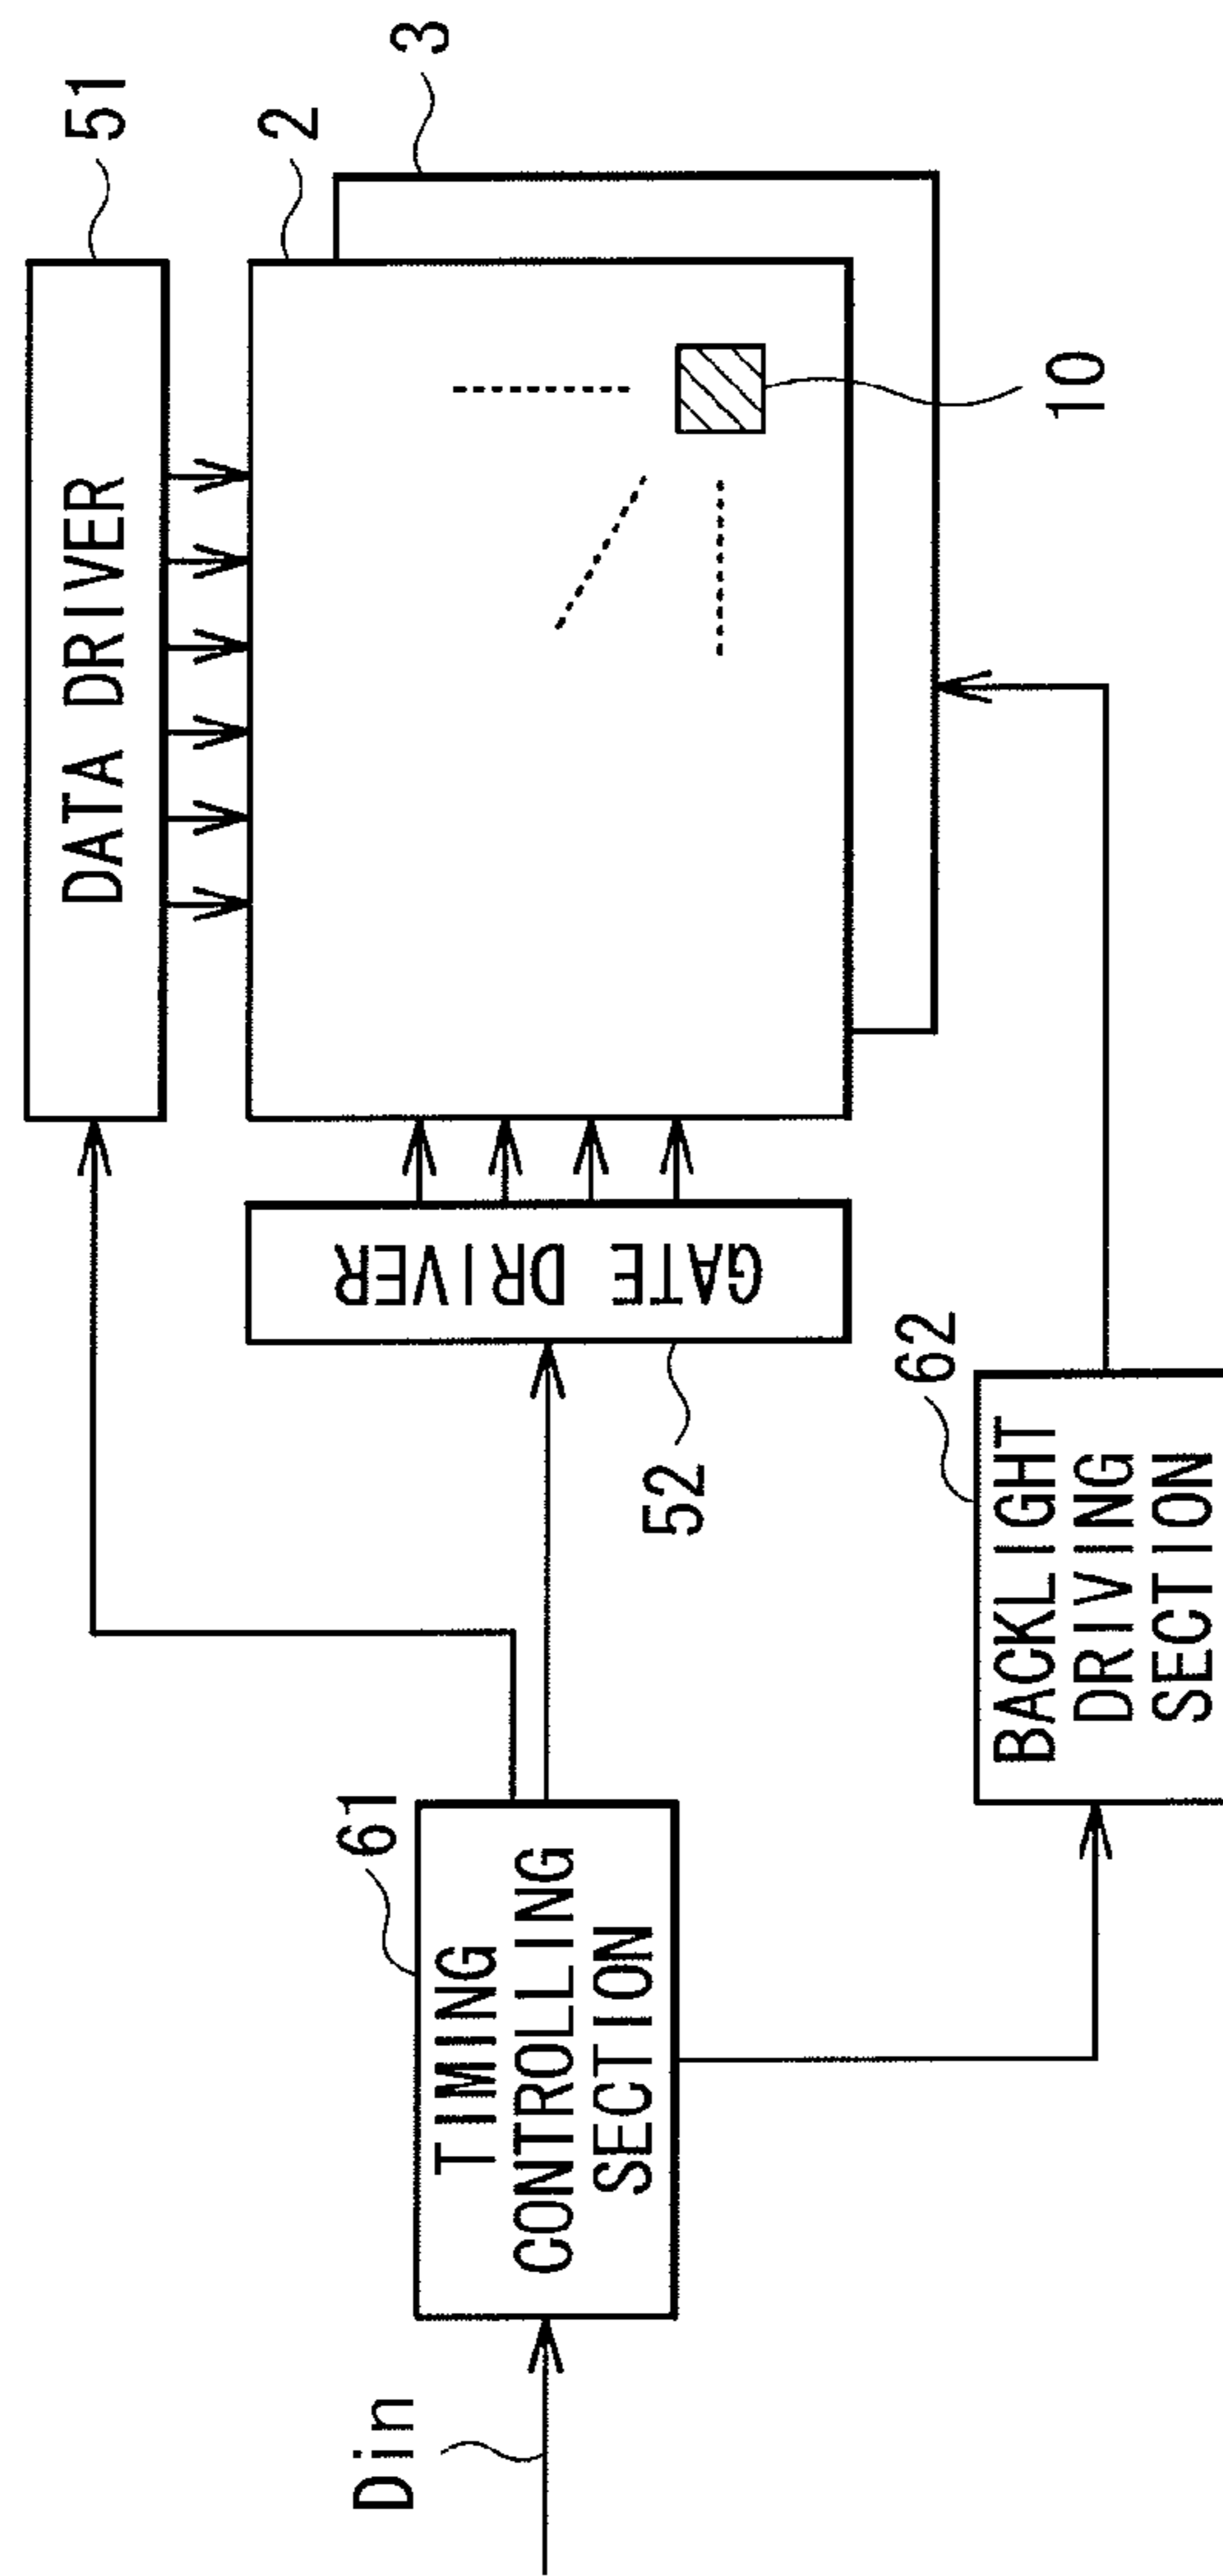 51
DATA DRIVER
2
3
61
Din
TIMING
CONTROLLING
SECTION
GATE DRIVER
52
10
62
BACKLIGHT
DRIVING
SECTION